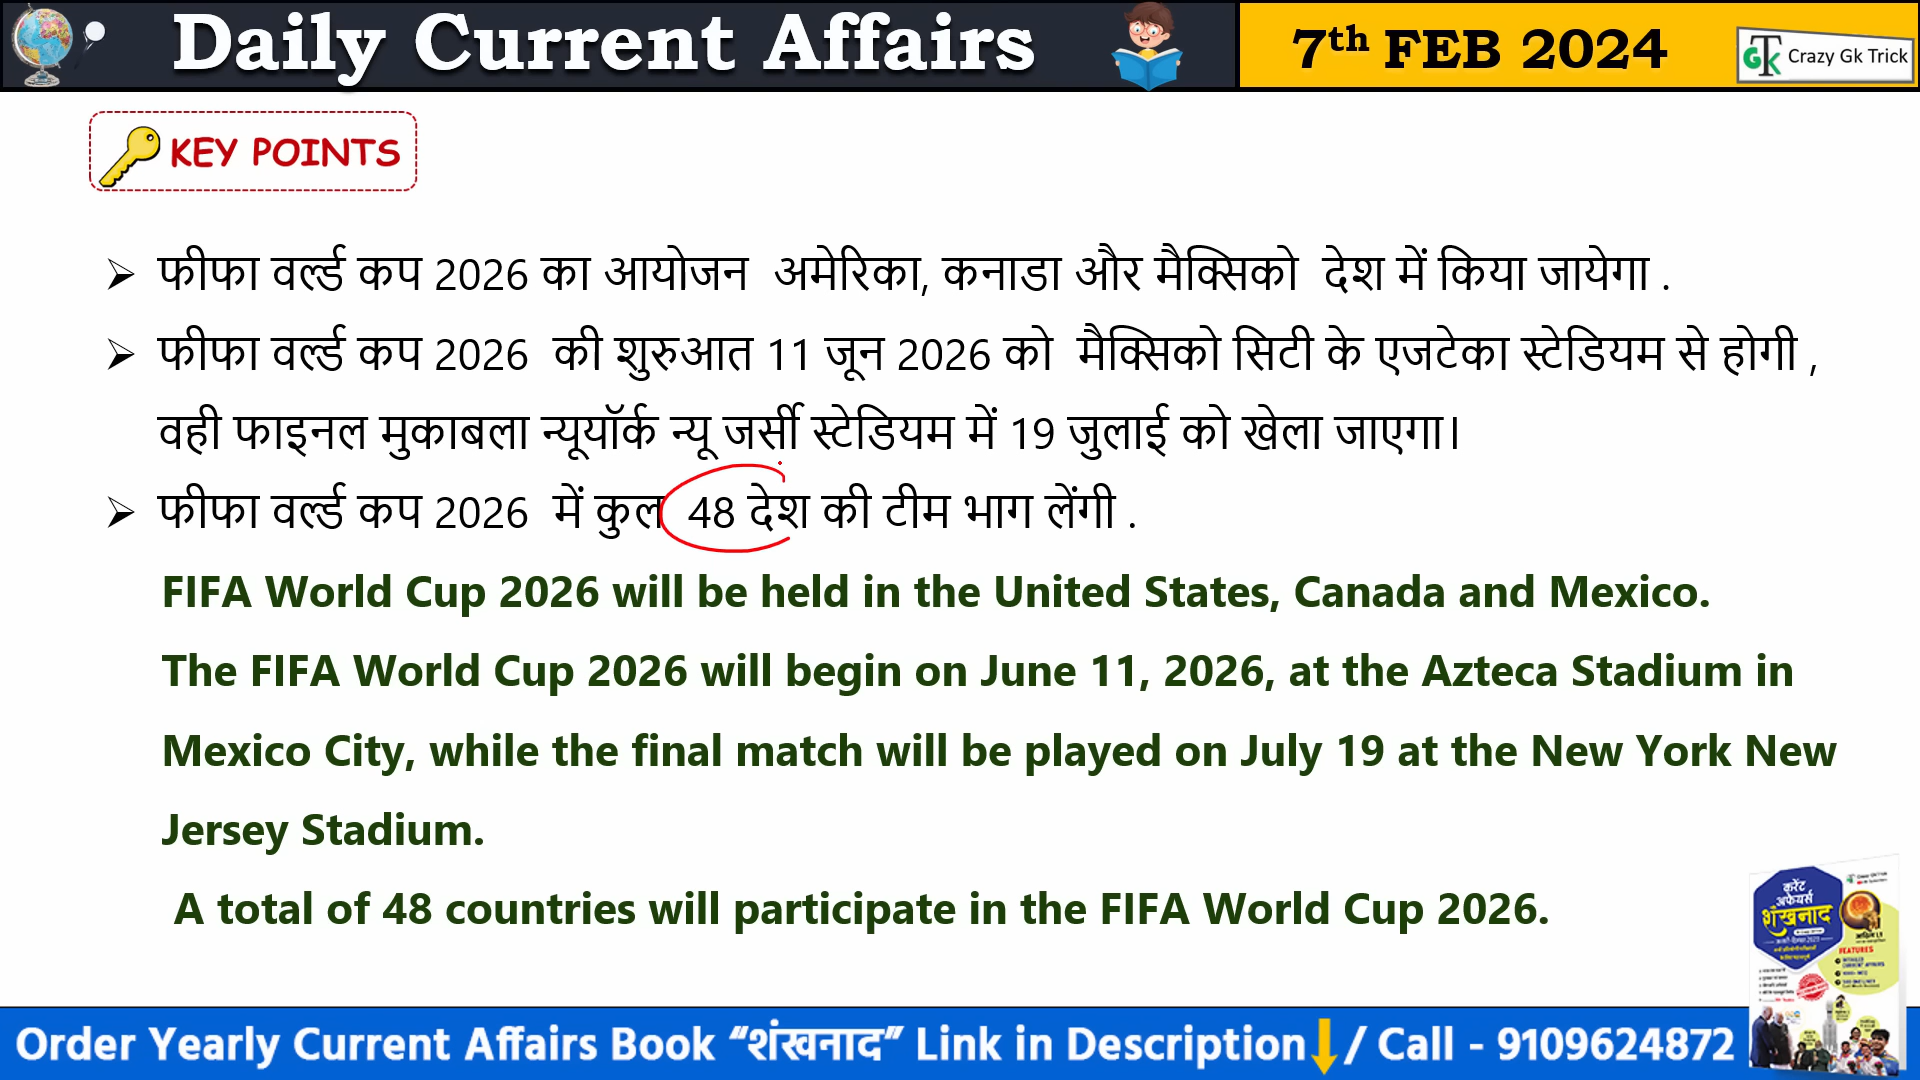 Daily Current Affairs
7th FEB 2024
GTK Crazy Gk Trick
KEY POINTS
➢ फीफा वर्ल्ड कप 2026 का आयोजन अमेरिका, कनाडा और मैक्सिको देश में किया जायेगा .
➢ फीफा वर्ल्ड कप 2026 की शुरुआत 11 जून 2026 को मैक्सिको सिटी के एजटेका स्टेडियम से होगी ,
वही फाइनल मुकाबला न्यूयॉर्क न्यू जर्सी स्टेडियम में 19 जुलाई को खेला जाएगा।
➢ फीफा वर्ल्ड कप 2026 में कुल 48 देश की टीम भाग लेंगी .
FIFA World Cup 2026 will be held in the United States, Canada and Mexico.
The FIFA World Cup 2026 will begin on June 11, 2026, at the Azteca Stadium in
Mexico City, while the final match will be played on July 19 at the New York New
Jersey Stadium.
A total of 48 countries will participate in the FIFA World Cup 2026.
करेंट
अफेयर्स
शंखनाद
FEATURES
Order Yearly Current Affairs Book “शंखनाद” Link in Description / Call - 9109624872